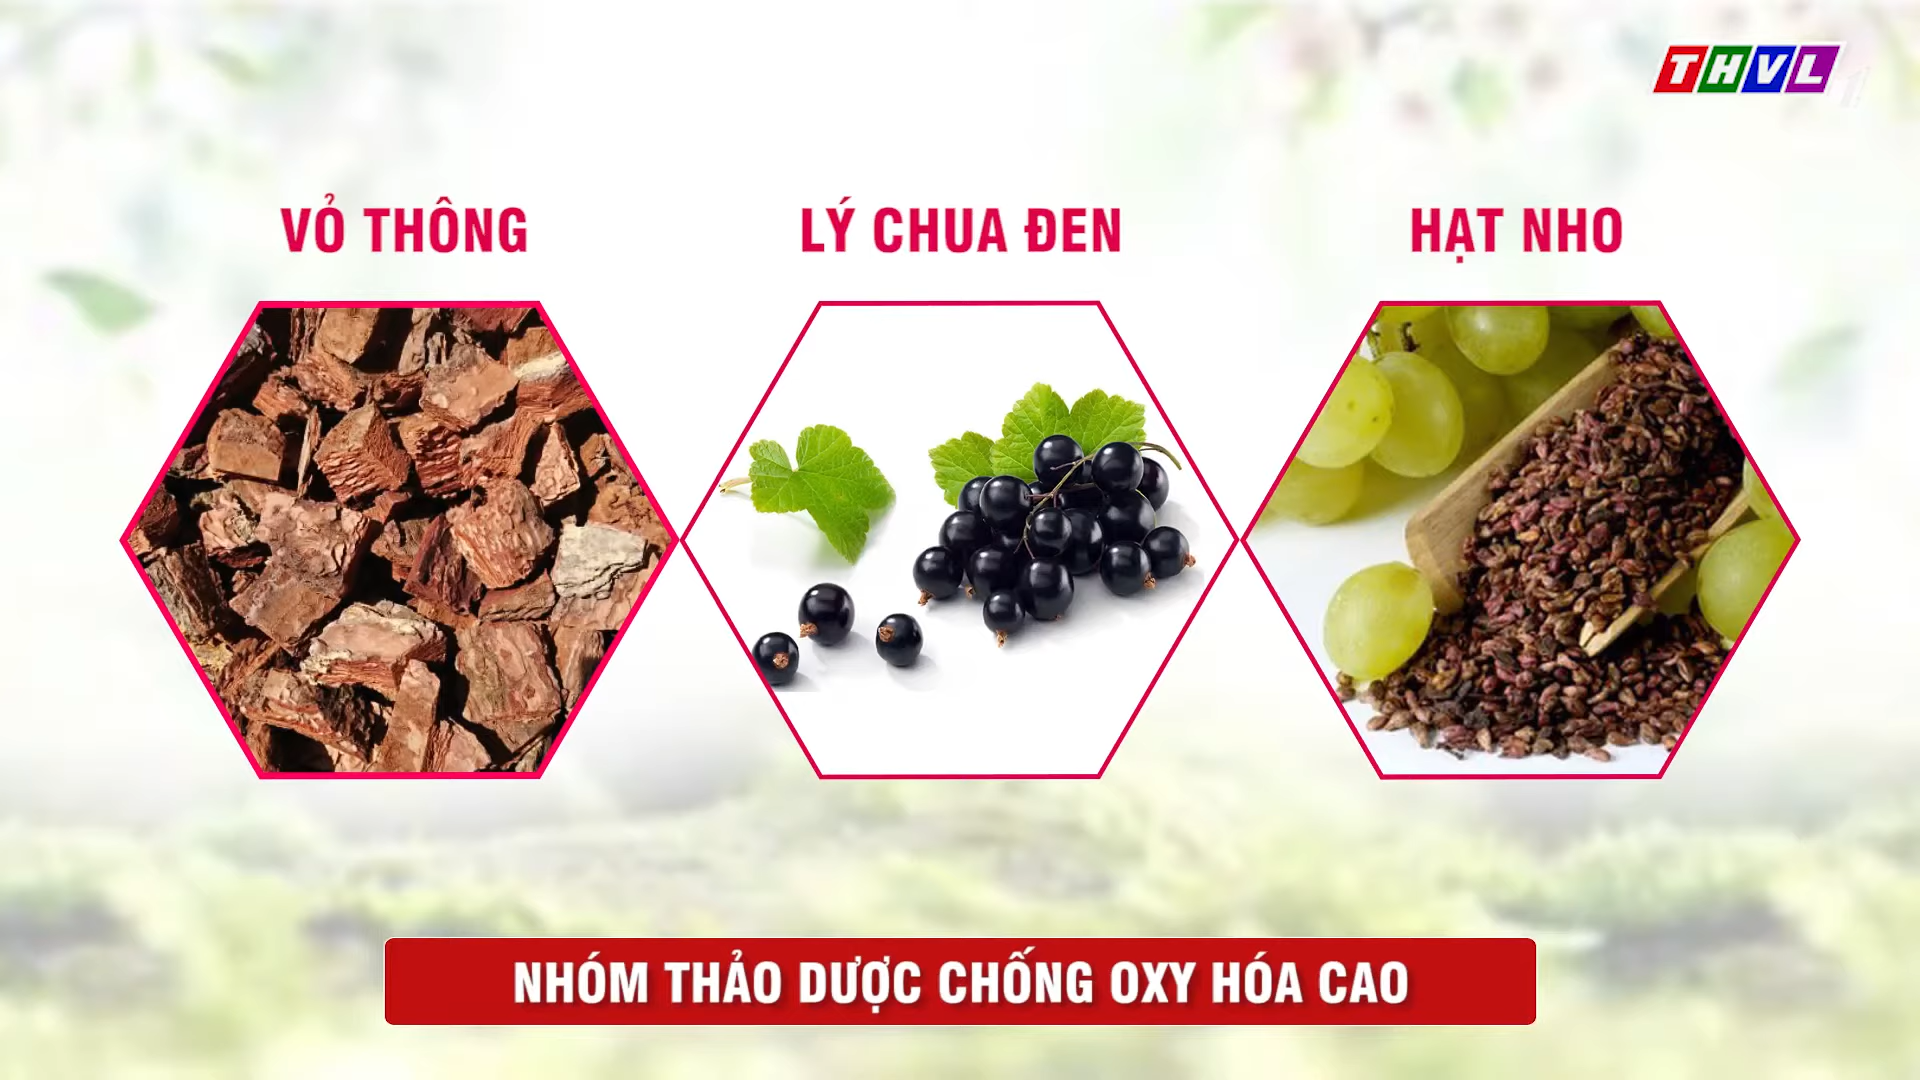 THVL
VỎ THÔNG
LÝ CHUA ĐEN
HẠT NHO
NHÓM THẢO DƯỢC CHỐNG OXY HÓA CAO